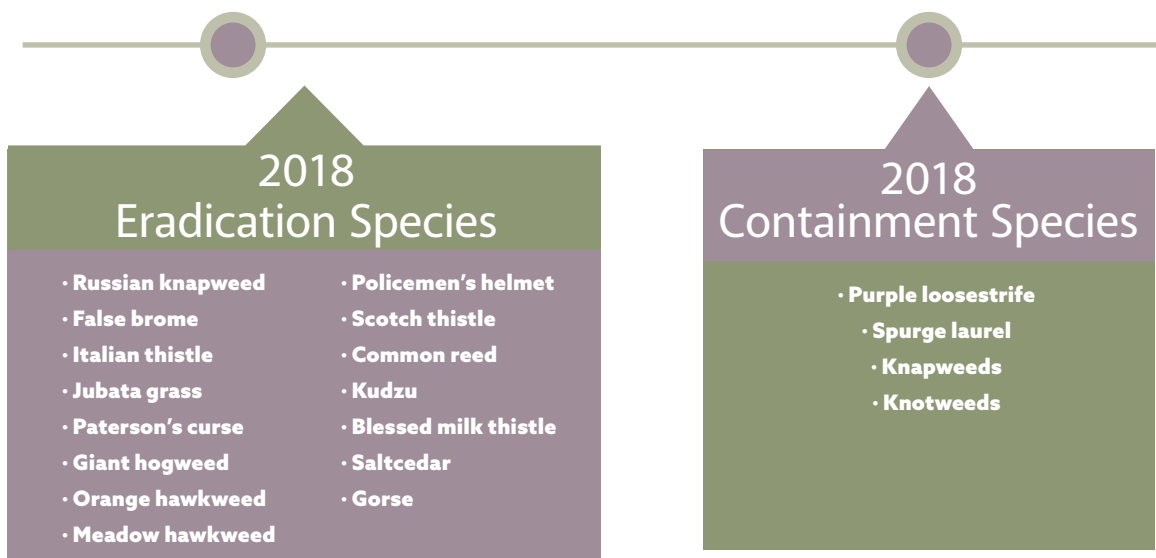 2018
Eradication Species
· Russian knapweed
· False brome
· Italian thistle
· Jubata grass
· Paterson’s curse
· Giant hogweed
· Orange hawkweed
· Meadow hawkweed
· Policemen’s helmet
· Scotch thistle
· Common reed
· Kudzu
· Blessed milk thistle
· Saltcedar
· Gorse
2018
Containment Species
· Purple loosestrife
· Spurge laurel
· Knapweeds
· Knotweeds